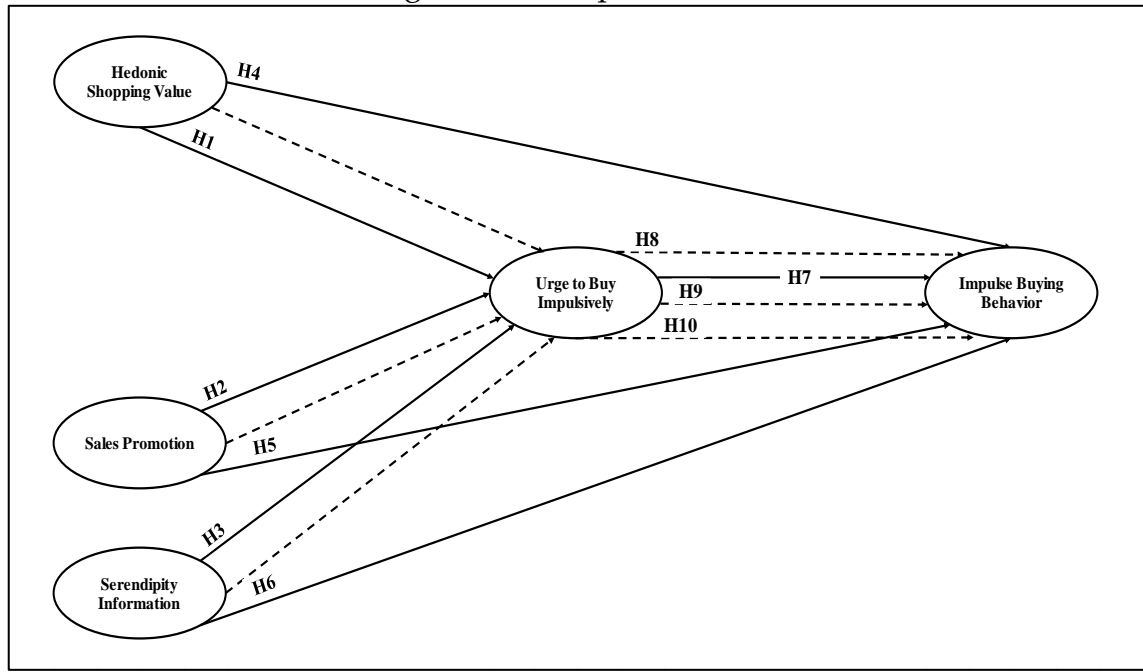 Hedonic
Shopping Value
H4
H1
H8
Urge to Buy
Impulsively
H7
Impulse Buying
Behavior
H9
H10
H2
Sales Promotion
H5
H3
Serendipity
Information
H6